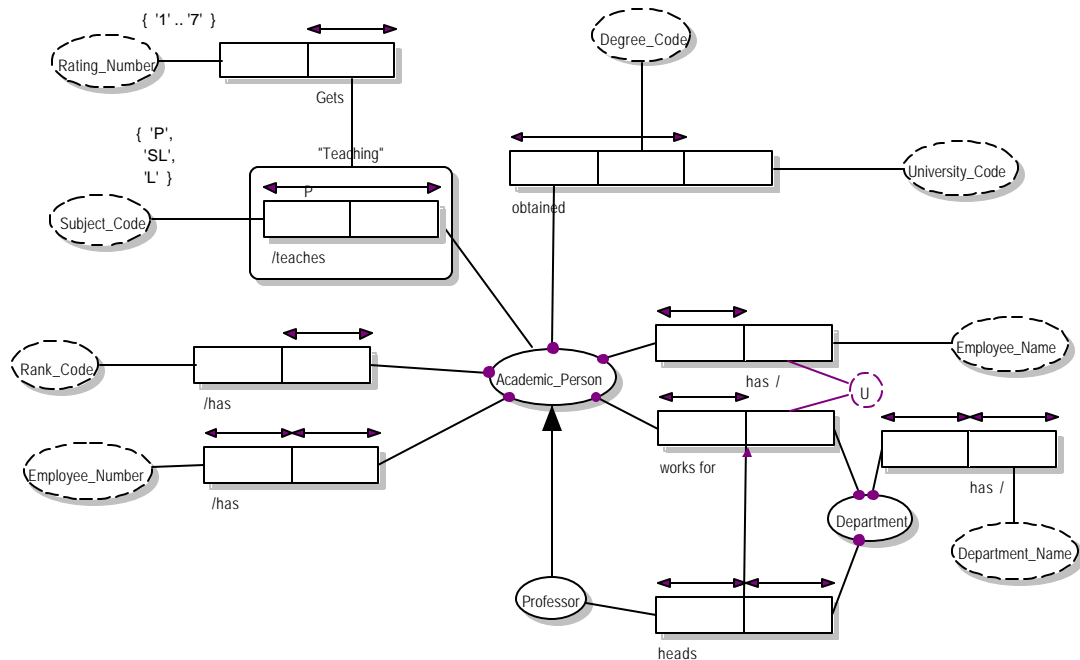 { '1' .. '7' }
Rating_Number
Gets
Degree_Code
{ 'P',
'SL',
'L' }
"Teaching"
P
Subject_Code
/teaches
obtained
University_Code
Rank_Code
/has
Academic_Person
has /
Employee_Name
U
Employee_Number
/has
works for
has /
Department
Department_Name
Professor
heads